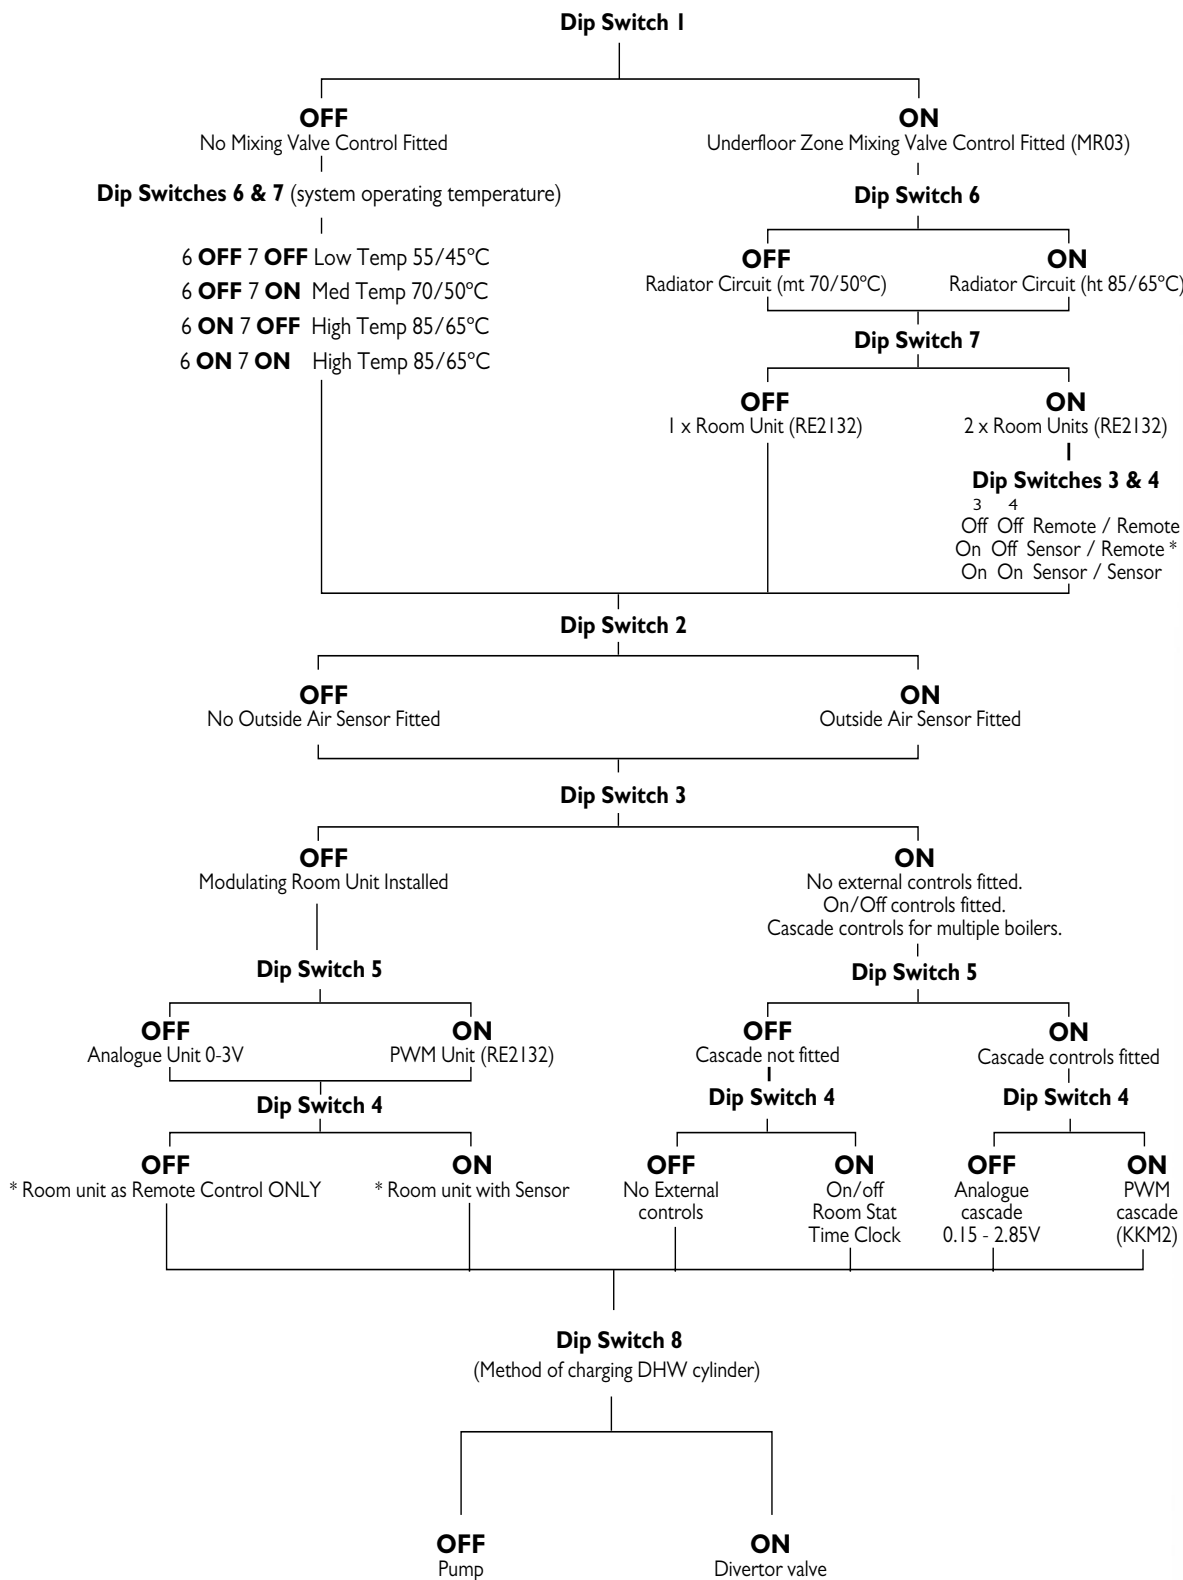 Dip Switch 1
OFF
No Mixing Valve Control Fitted
ON
Underfloor Zone Mixing Valve Control Fitted (MR03)
Dip Switches 6 & 7 (system operating temperature)
6 OFF 7 OFF Low Temp 55/45ºC
6 OFF 7 ON Med Temp 70/50ºC
6 ON 7 OFF High Temp 85/65ºC
6 ON 7 ON High Temp 85/65ºC
Dip Switch 6
OFF
Radiator Circuit (mt 70/50ºC)
ON
Radiator Circuit (ht 85/65ºC)
Dip Switch 7
OFF
1 x Room Unit (RE2132)
ON
2 x Room Units (RE2132)
Dip Switches 3 & 4
3 4
Off Off Remote / Remote
On Off Sensor / Remote *
On On Sensor / Sensor
Dip Switch 2
OFF
No Outside Air Sensor Fitted
ON
Outside Air Sensor Fitted
Dip Switch 3
OFF
Modulating Room Unit Installed
ON
No external controls fitted.
On/Off controls fitted.
Cascade controls for multiple boilers.
Dip Switch 5
OFF
Analogue Unit 0-3V
ON
PWM Unit (RE2132)
Dip Switch 4
OFF
* Room unit as Remote Control ONLY
ON
* Room unit with Sensor
Dip Switch 5
OFF
Cascade not fitted
ON
Cascade controls fitted
Dip Switch 4
OFF
No External
controls
ON
On/off
Room Stat
Time Clock
Dip Switch 4
OFF
Analogue
cascade
0.15 - 2.85V
ON
PWM
cascade
(KKM2)
Dip Switch 8
(Method of charging DHW cylinder)
OFF
Pump
ON
Divertor valve